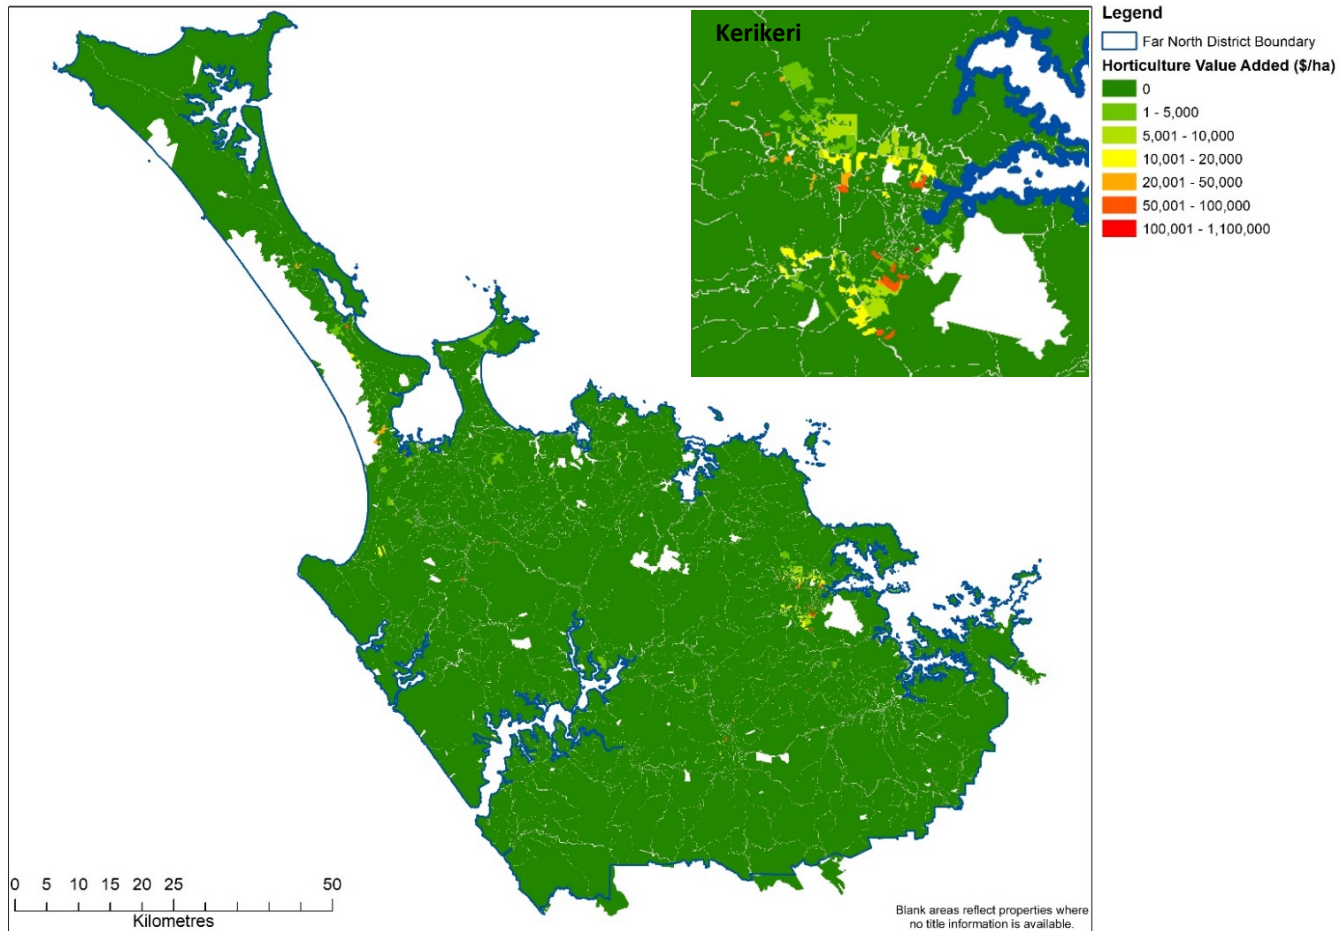 Kerikeri
Legend
Far North District Boundary
Horticulture Value Added ($/ha)
0
1 - 5,000
5,001 - 10,000
10,001 - 20,000
20,001 - 50,000
50,001 - 100,000
100,001 - 1,100,000
0 5 10 15 20 25 50
Kilometres
Blank areas reflect properties where
no title information is available.